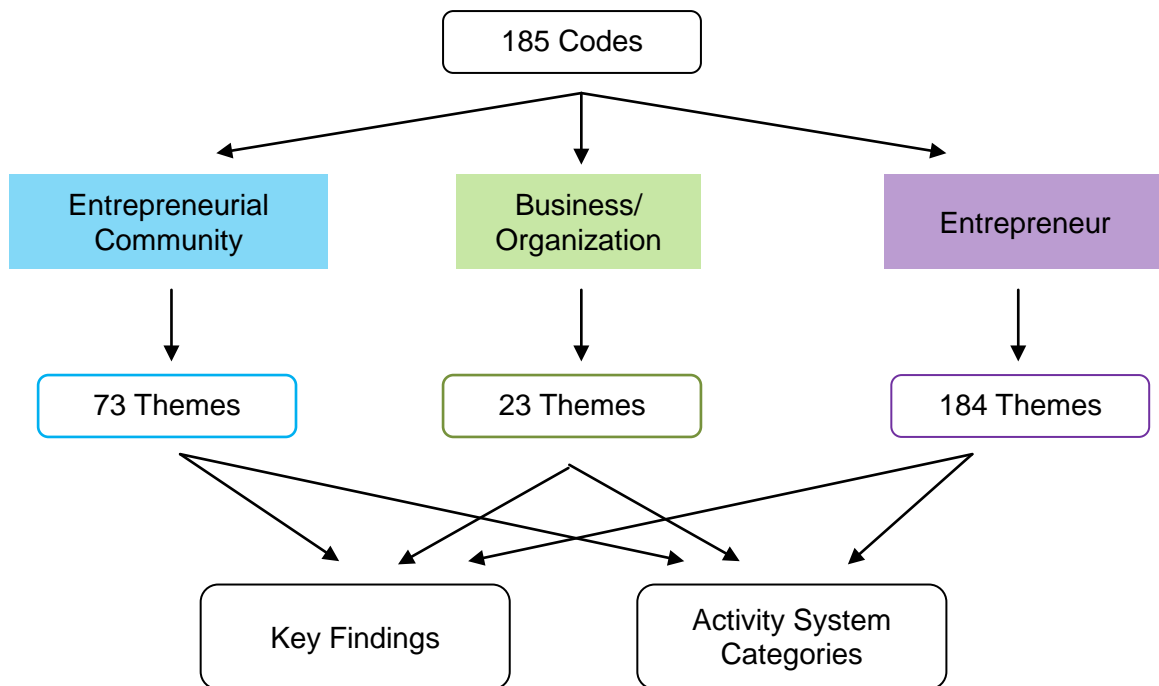 185 Codes
Entrepreneurial
Community
Business/
Organization
Entrepreneur
73 Themes
23 Themes
184 Themes
Key Findings
Activity System
Categories